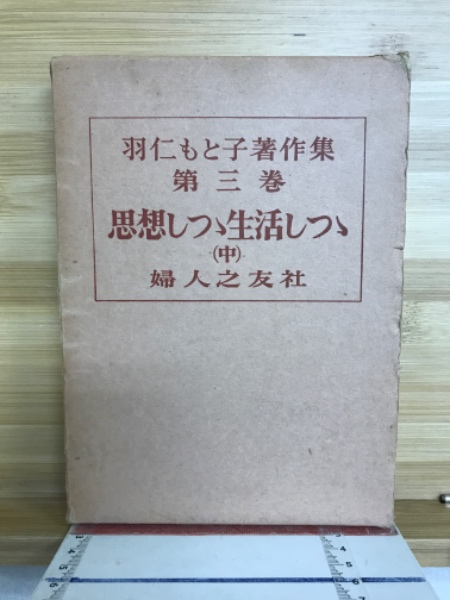 羽仁もと子著作集
第三巻
思想しつゝ生活しつゝ
(中)
婦人之友社